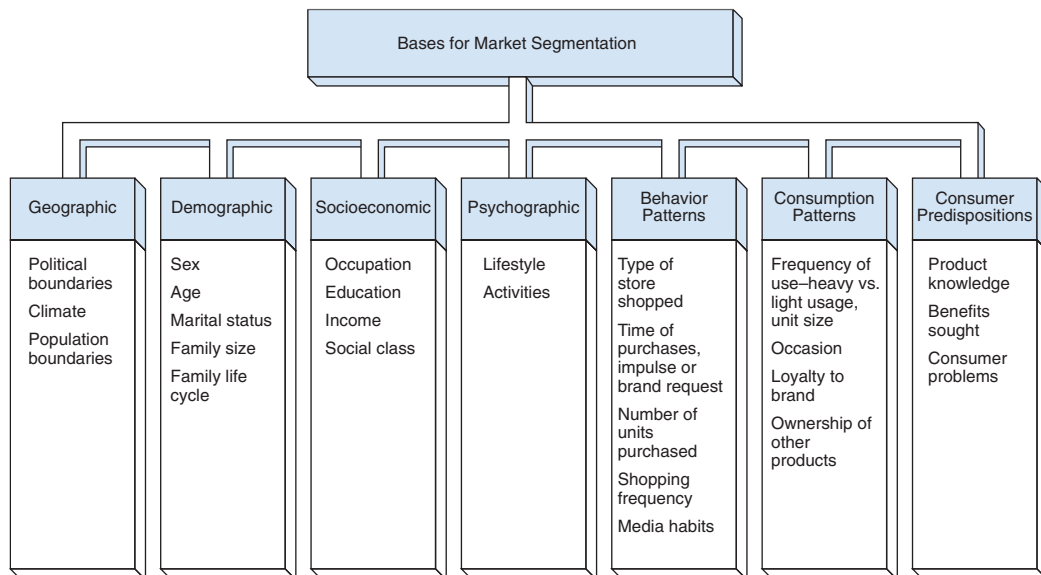 Bases for Market Segmentation
Geographic
Political
boundaries
Climate
Population
boundaries
Demographic
Sex
Age
Marital status
Family size
Family life
cycle
Socioeconomic
Occupation
Education
Income
Social class
Psychographic
Lifestyle
Activities
Behavior
Patterns
Type of
store
shopped
Time of
purchases,
impulse or
brand request
Number of
units
purchased
Shopping
frequency
Media habits
Consumption
Patterns
Frequency of
use–heavy vs.
light usage,
unit size
Occasion
Loyalty to
brand
Ownership of
other
products
Consumer
Predispositions
Product
knowledge
Benefits
sought
Consumer
problems